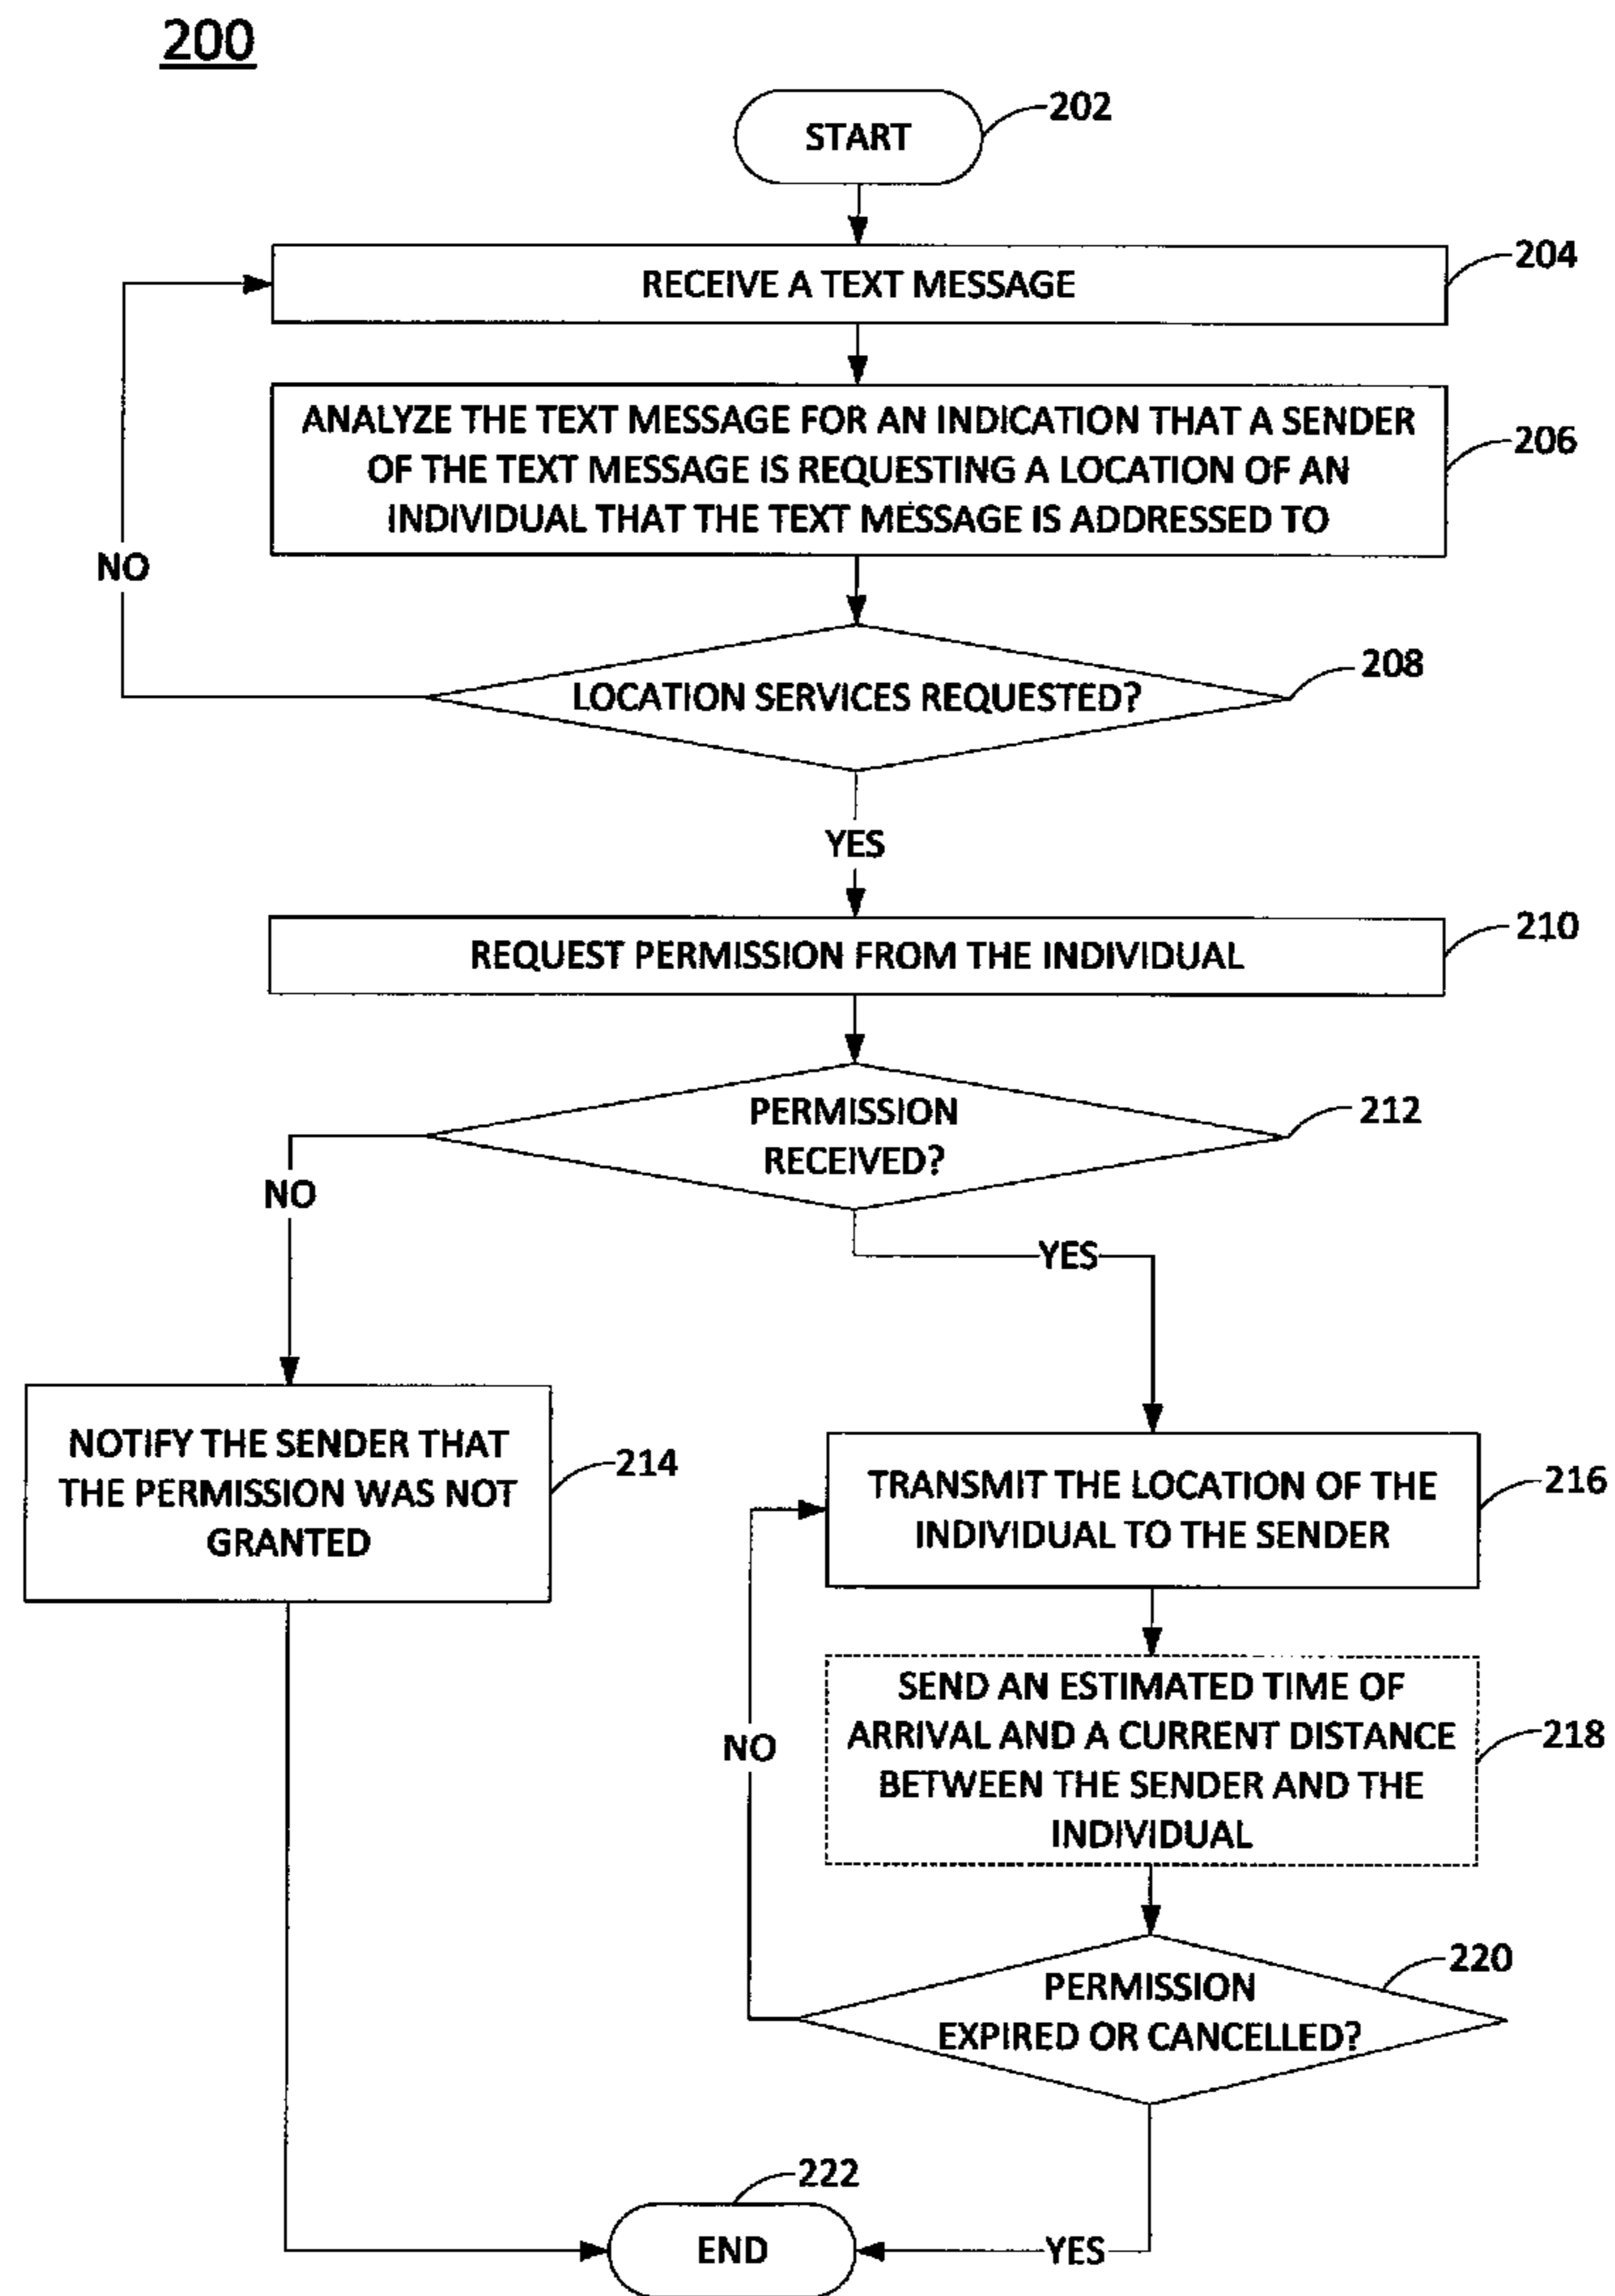 200
START
202
RECEIVE A TEXT MESSAGE
204
ANALYZE THE TEXT MESSAGE FOR AN INDICATION THAT A SENDER
OF THE TEXT MESSAGE IS REQUESTING A LOCATION OF AN
INDIVIDUAL THAT THE TEXT MESSAGE IS ADDRESSED TO
206
NO
LOCATION SERVICES REQUESTED?
208
YES
REQUEST PERMISSION FROM THE INDIVIDUAL
210
PERMISSION
RECEIVED?
212
NO
YES
NOTIFY THE SENDER THAT
THE PERMISSION WAS NOT
GRANTED
214
TRANSMIT THE LOCATION OF THE
INDIVIDUAL TO THE SENDER
216
SEND AN ESTIMATED TIME OF
ARRIVAL AND A CURRENT DISTANCE
BETWEEN THE SENDER AND THE
INDIVIDUAL
218
NO
PERMISSION
EXPIRED OR CANCELLED?
220
222
END
YES